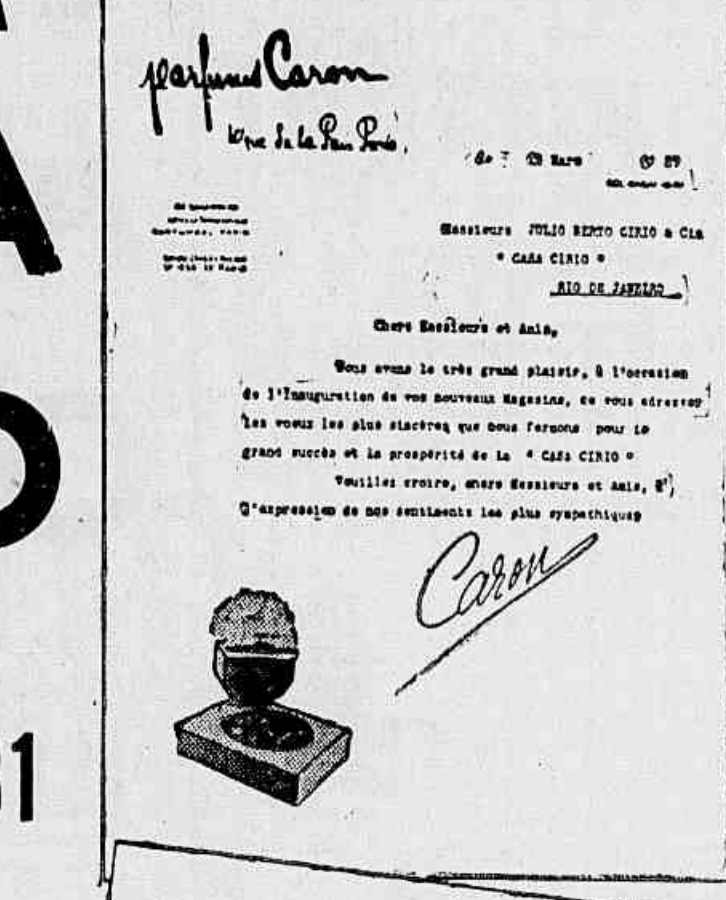 parfums Caron
10 rue de la Paix Paris.
Mars
Messieurs JULIO BERTO CIRIO & Cia
" CASA CIRIO "
RIO DE JANEIRO
Chers Messieurs et Amis,
Nous avons le très grand plaisir, à l'occasion
de l'Inauguration de vos nouveaux Magasins, de vous adresser
les voeux les plus sincères que nous formons pour le
grand succès et la prospérité de la " CASA CIRIO "
Veuillez croire, chers Messieurs et Amis, à
l'expression de nos sentiments les plus sympathiques
Caron
A
A
O
1